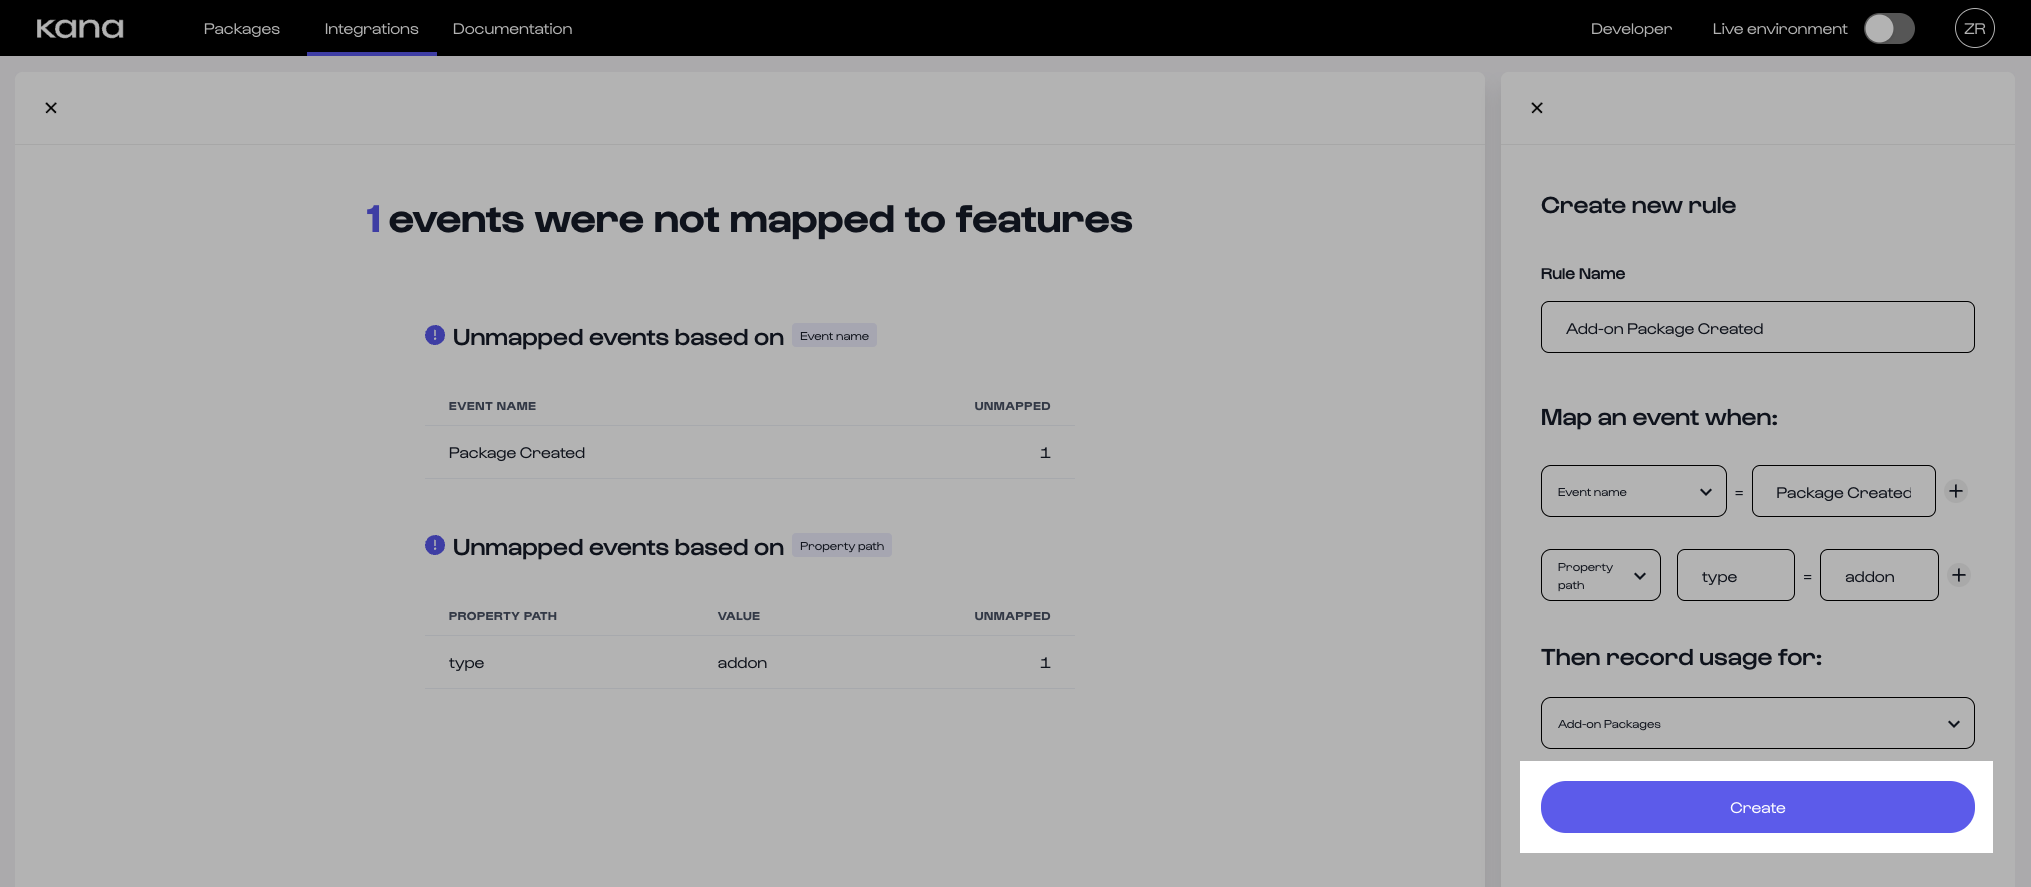 kana
Packages Integrations Documentation Developer Live environment ZR
1 events were not mapped to features
Unmapped events based on Event name
EVENT NAME UNMAPPED
Package Created 1
Unmapped events based on Property path
PROPERTY PATH VALUE UNMAPPED
type addon 1
Create new rule
Rule Name
Add-on Package Created
Map an event when:
Event name = Package Created +
Property path type = addon +
Then record usage for:
Add-on Packages
Create